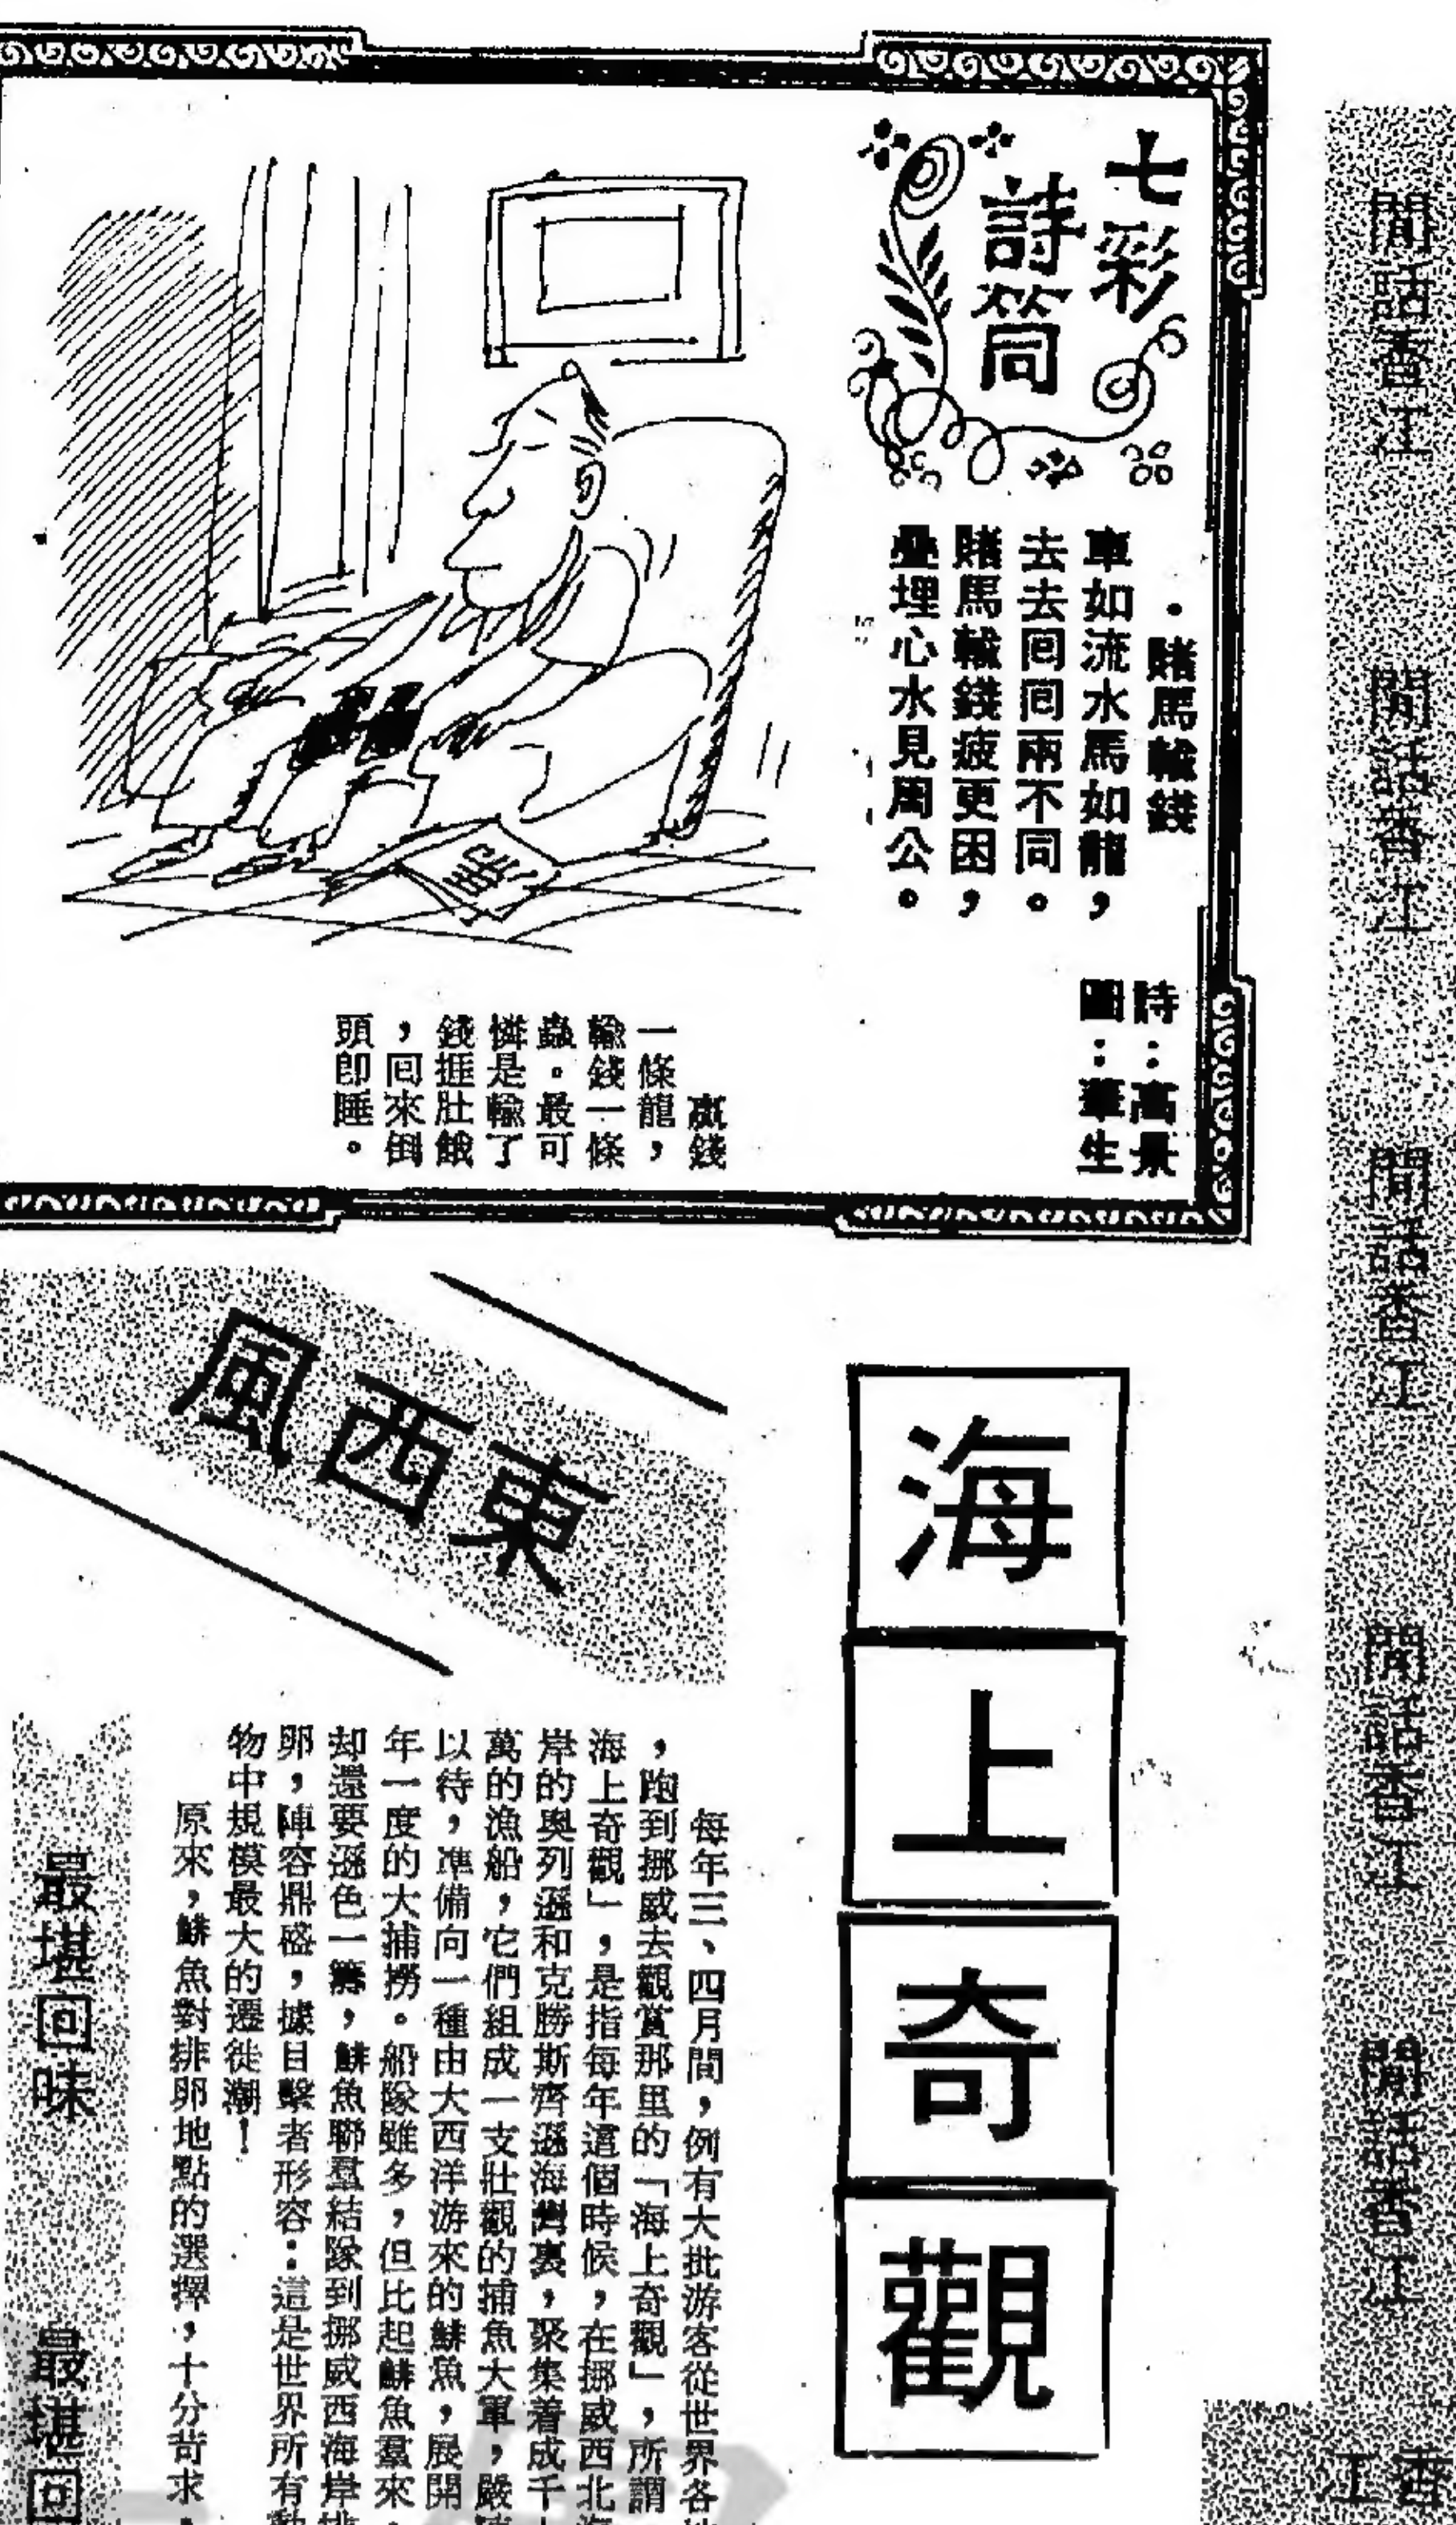 閒話香江
閒話香江
閒話香江
閒話香江
閒話香江
香
江
七彩
詩筒
·賭馬輸錢
車如流水馬如龍，
去去囘囘兩不同。
賭馬輸錢疲更困，
疊埋心水見周公。
詩：高景
圖：華生
贏錢
一條龍，
輸錢一條
蟲。最可
憐是輸了
錢捱肚餓
，囘來倒
頭卽睡。
馬
海上奇觀
東西風
每年三、四月間，例有大批游客從世界各
，跑到挪威去觀賞那里的「海上奇觀」，所謂
海上奇觀」，是指每年這個時候，在挪威西北
岸的奥列遜和克勝斯齊遜海灣裏，聚集着成千
萬的漁船，它們組成一支壯觀的捕魚大軍，嚴
以待，準備向一種由大西洋游來的鯡魚，展開
年一度的大捕撈。船隊雖多，但比起鯡魚羣來
却還要遜色一籌，鯡魚聯羣結隊到挪威西海岸
卵，陣容鼎盛，據目擊者形容：這是世界所有
物中規模最大的遷徙潮！
原來，鯡魚對排卵地點的選擇，十分苛求
最堪回味
最堪回